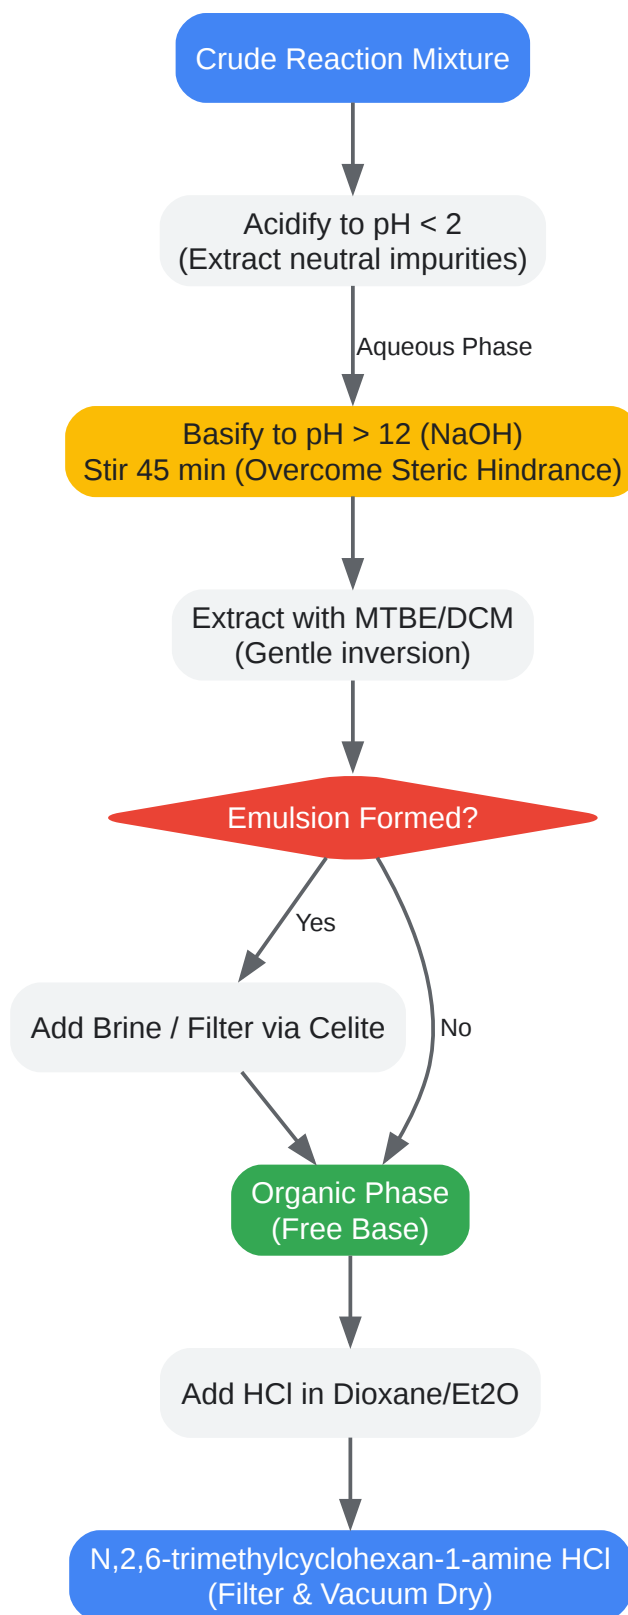 Crude Reaction Mixture
Acidify to pH < 2
(Extract neutral impurities)
Aqueous Phase
Basify to pH > 12 (NaOH)
Stir 45 min (Overcome Steric Hindrance)
Extract with MTBE/DCM
(Gentle inversion)
Emulsion Formed?
Yes
Add Brine / Filter via Celite
No
Organic Phase
(Free Base)
Add HCl in Dioxane/Et2O
N,2,6-trimethylcyclohexan-1-amine HCl
(Filter & Vacuum Dry)